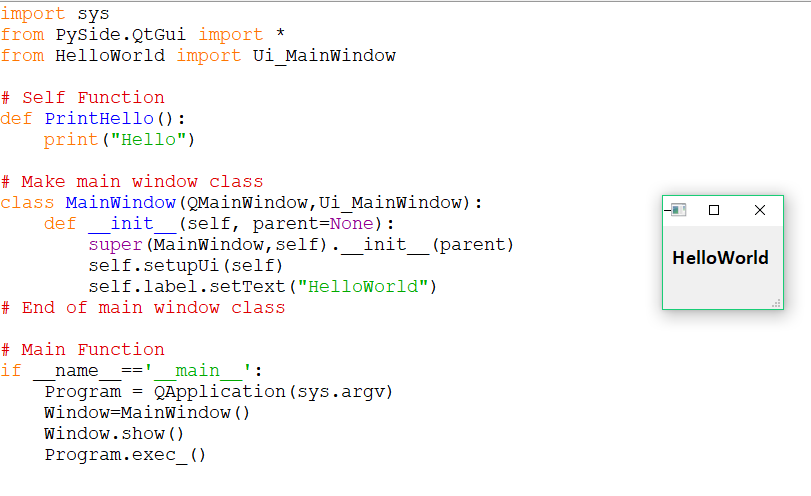 import sys
from PySide.QtGui import *
from HelloWorld import Ui_MainWindow
# Self Function
def PrintHello():
    print("Hello")
# Make main window class
class MainWindow(QMainWindow,Ui_MainWindow):
    def __init__(self, parent=None):
        super(MainWindow,self).__init__(parent)
        self.setupUi(self)
        self.label.setText("HelloWorld")
# End of main window class
# Main Function
if __name__=='__main__':
    Program = QApplication(sys.argv)
    Window=MainWindow()
    Window.show()
    Program.exec_()
HelloWorld